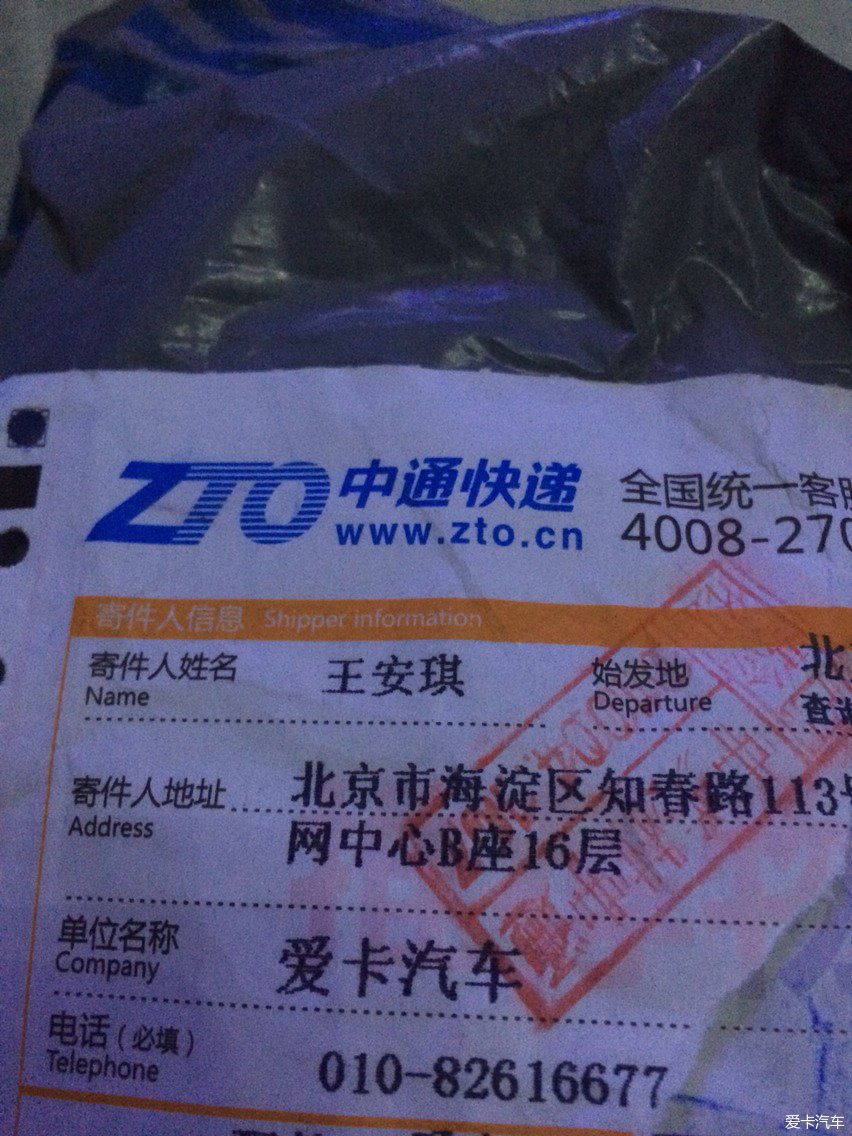 ZTO 中通快递 全国统一客服
www.zto.cn 4008-270
寄件人信息 Shipper information
寄件人姓名 王安琪 始发地 北
Name Departure 查询
寄件人地址 北京市海淀区知春路113号
Address 网中心B座16层
单位名称 爱卡汽车
Company
电话(必填)
Telephone 010-82616677
爱卡汽车